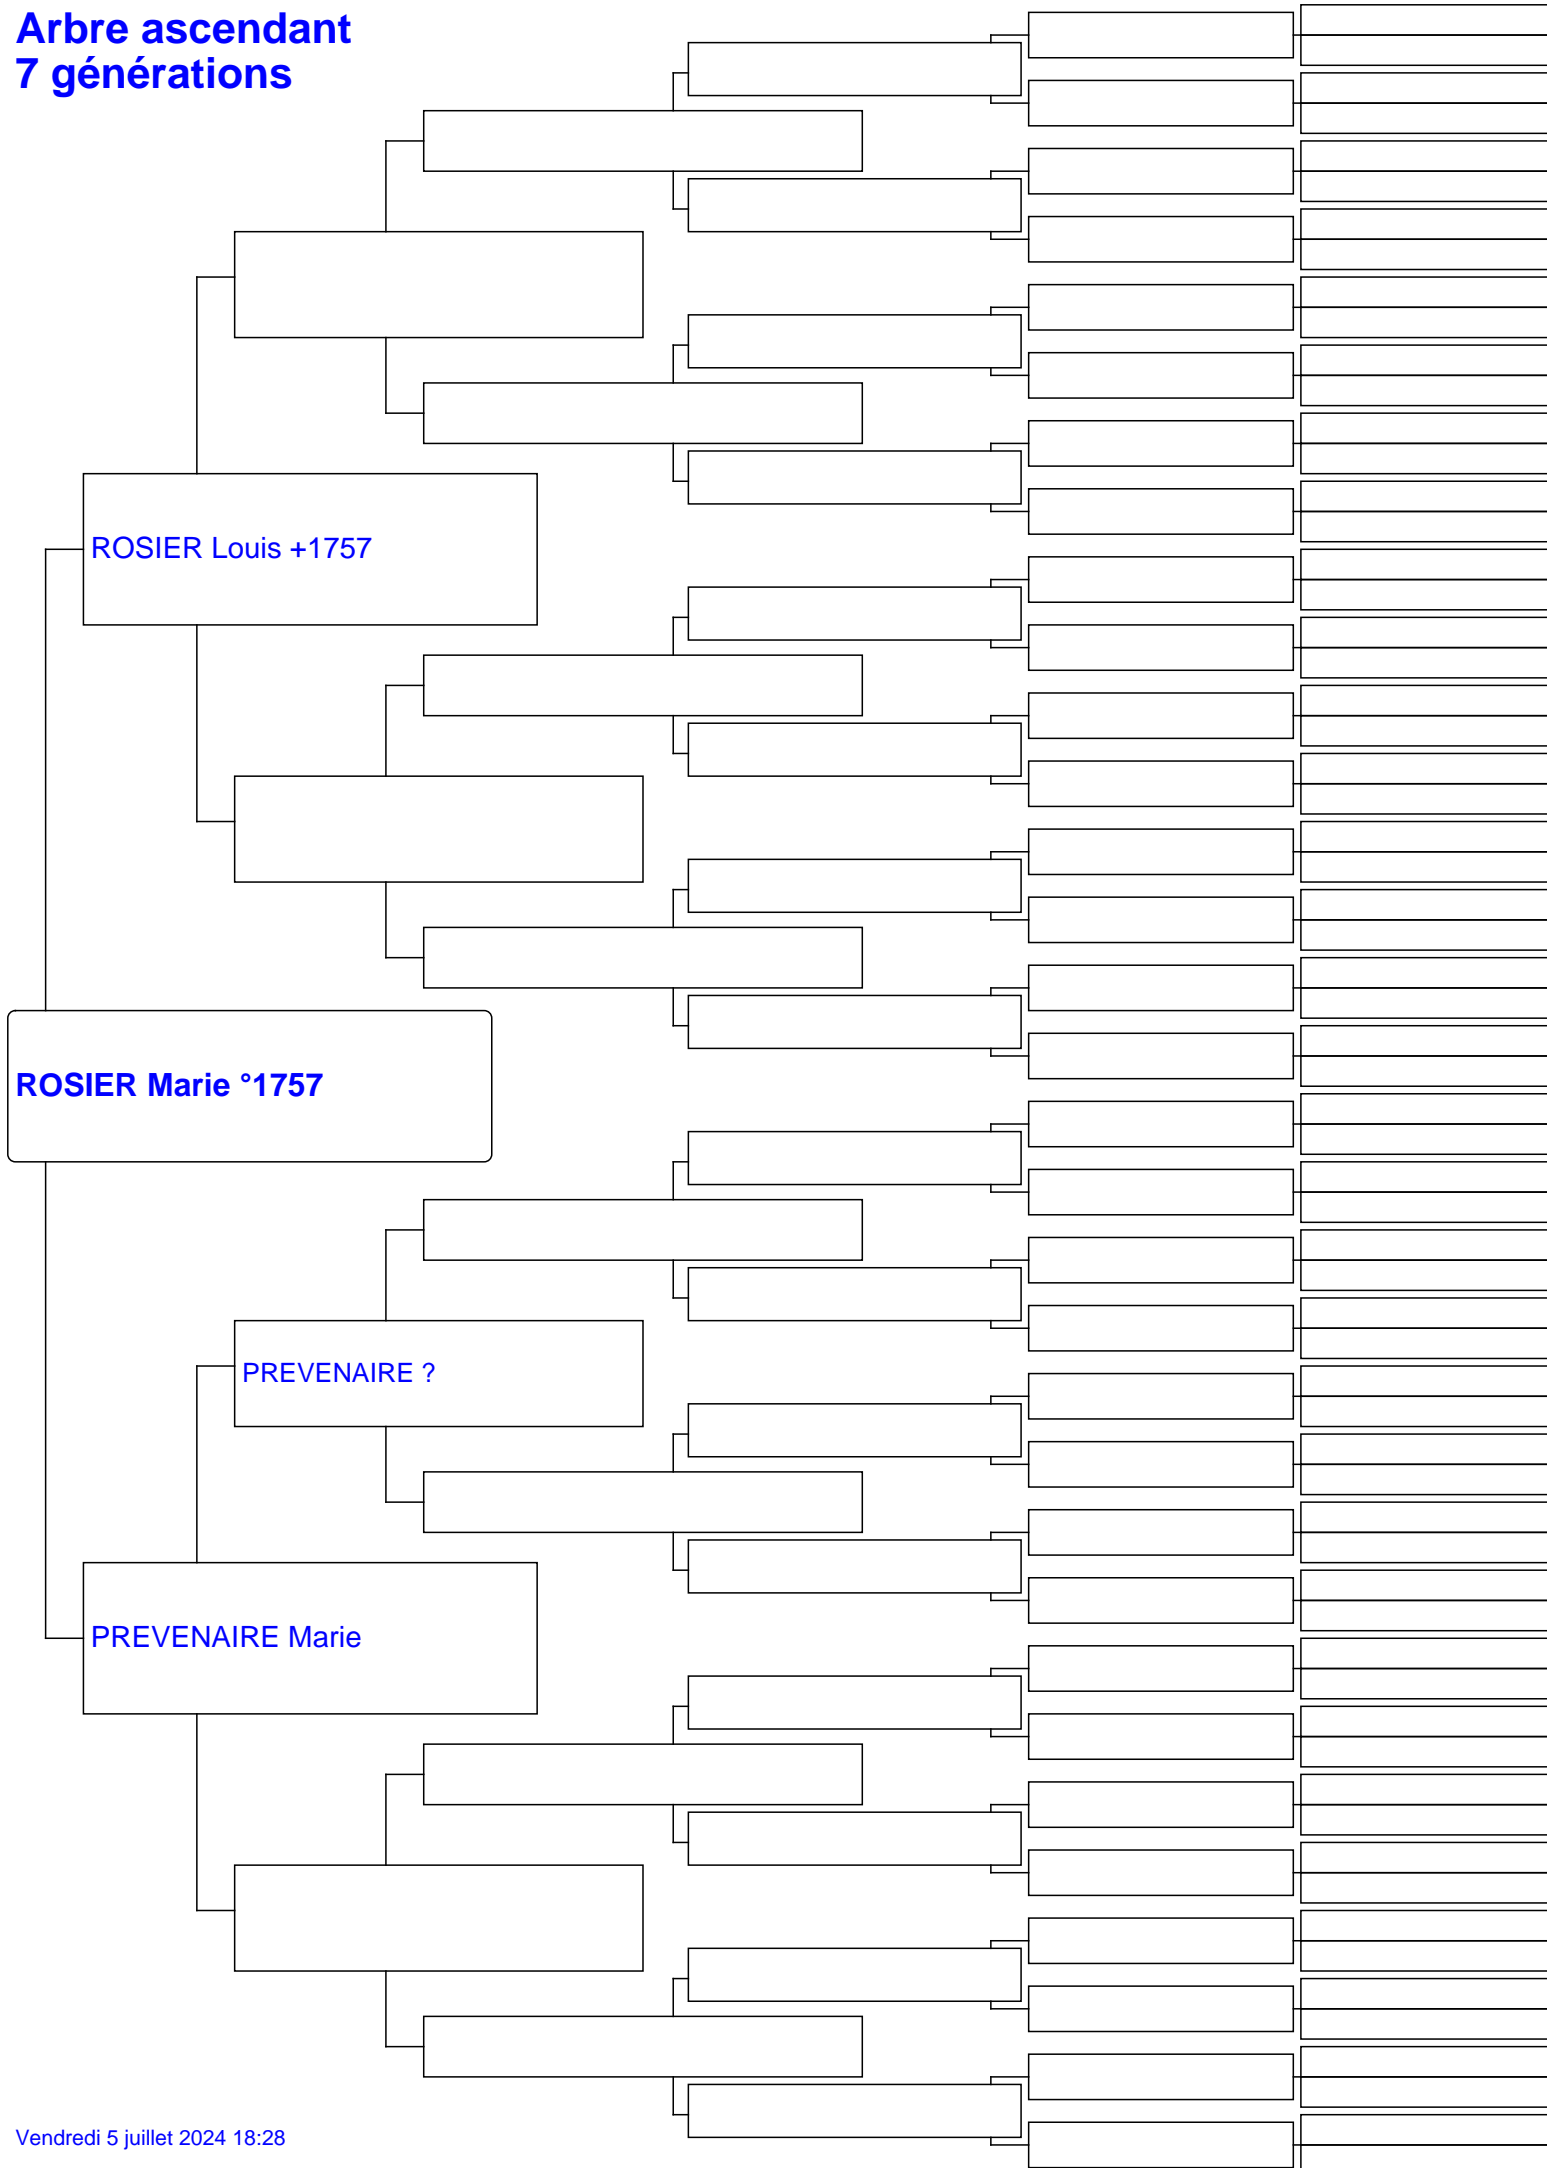 Arbre ascendant
7 générations
ROSIER Louis +1757
ROSIER Marie °1757
PREVENAIRE ?
PREVENAIRE Marie
Vendredi 5 juillet 2024 18:28